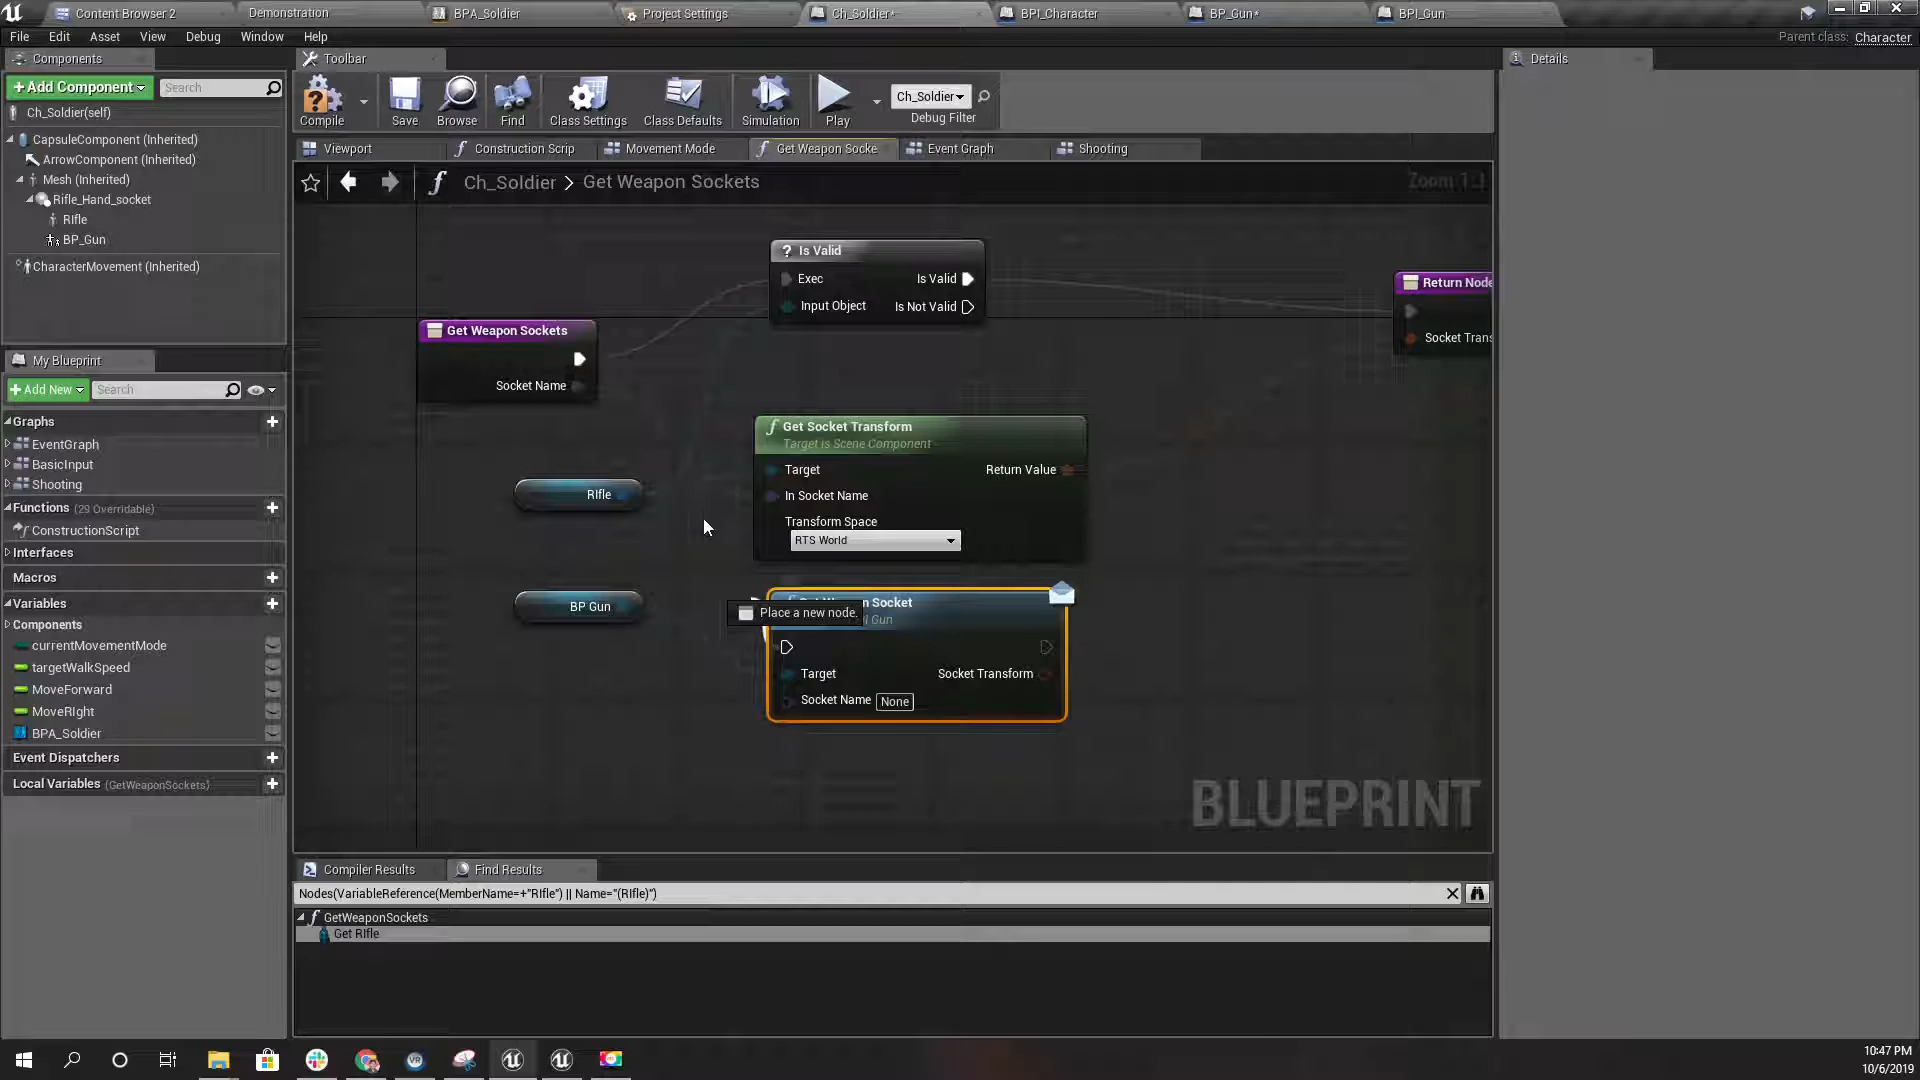 Content Browser 2
Demonstration
BPA_Soldier
Project Settings
Ch_Soldier*
BPI_Character
BP_Gun*
BPI_Gun
File
Edit
Asset
View
Debug
Window
Help
Parent class: Character
Components
Toolbar
Details
+Add Component
Search
Ch_Soldier(self)
CapsuleComponent (Inherited)
ArrowComponent (Inherited)
Mesh (Inherited)
Rifle_Hand_socket
RIfle
BP_Gun
CharacterMovement (Inherited)
Compile
Save
Browse
Find
Class Settings
Class Defaults
Simulation
Play
Ch_Soldier
Debug Filter
Viewport
Construction Scrip
Movement Mode
Get Weapon Socke
Event Graph
Shooting
Ch_Soldier > Get Weapon Sockets
Zoom 1:1
My Blueprint
+Add New
Search
Graphs
EventGraph
BasicInput
Shooting
Functions (29 Overridable)
ConstructionScript
Interfaces
Macros
Variables
Components
currentMovementMode
targetWalkSpeed
MoveForward
MoveRIght
BPA_Soldier
Event Dispatchers
Local Variables (GetWeaponSockets)
? Is Valid
Exec
Is Valid
Input Object
Is Not Valid
Return Node
Socket Trans
Get Weapon Sockets
Socket Name
Get Socket Transform
Target is Scene Component
Target
Return Value
In Socket Name
Transform Space
RTS World
RIfle
BP Gun
Socket
Place a new node.
Gun
Target
Socket Transform
Socket Name
None
BLUEPRINT
Compiler Results
Find Results
Nodes(VariableReference(MemberName=+"RIfle") || Name="(RIfle)")
GetWeaponSockets
Get RIfle
10:47 PM
10/6/2019